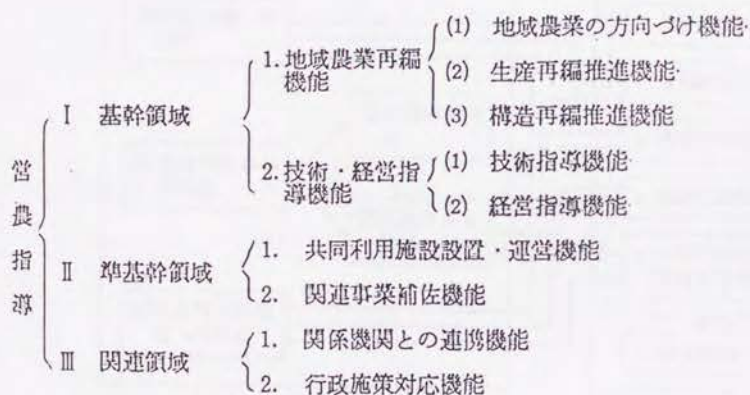 営農指導
Ⅰ 基幹領域
1. 地域農業再編
機能
(1) 地域農業の方向づけ機能
(2) 生産再編推進機能
(3) 構造再編推進機能
2. 技術・経営指
導機能
(1) 技術指導機能
(2) 経営指導機能
Ⅱ 準基幹領域
1. 共同利用施設設置・運営機能
2. 関連事業補佐機能
Ⅲ 関連領域
1. 関係機関との連携機能
2. 行政施策対応機能